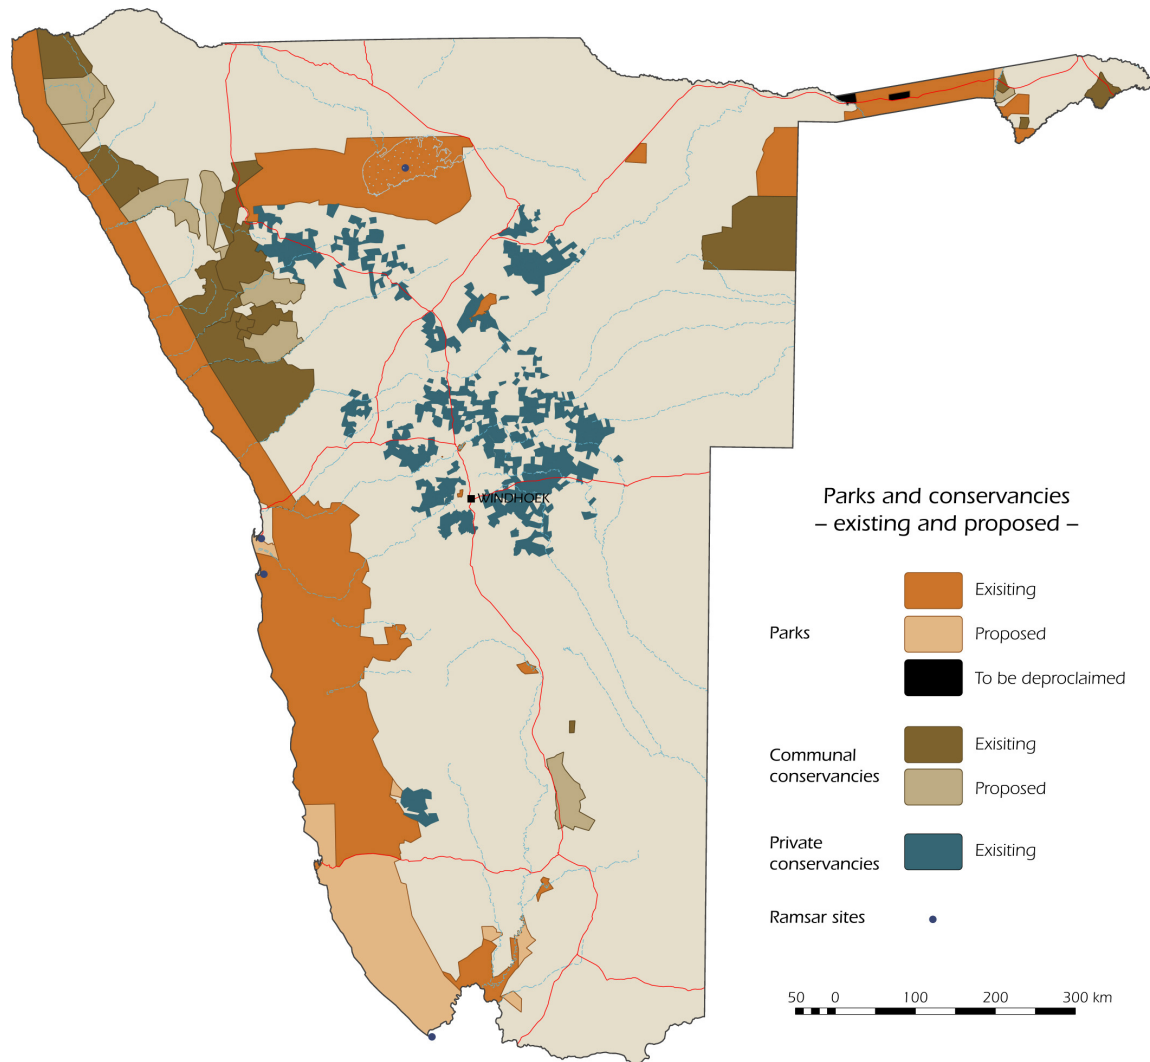 WINDHOEK
Parks and conservancies
– existing and proposed –
Parks
Exisiting
Proposed
To be deproclaimed
Communal
conservancies
Exisiting
Proposed
Private
conservancies
Exisiting
Ramsar sites
50 0 100 200 300 km